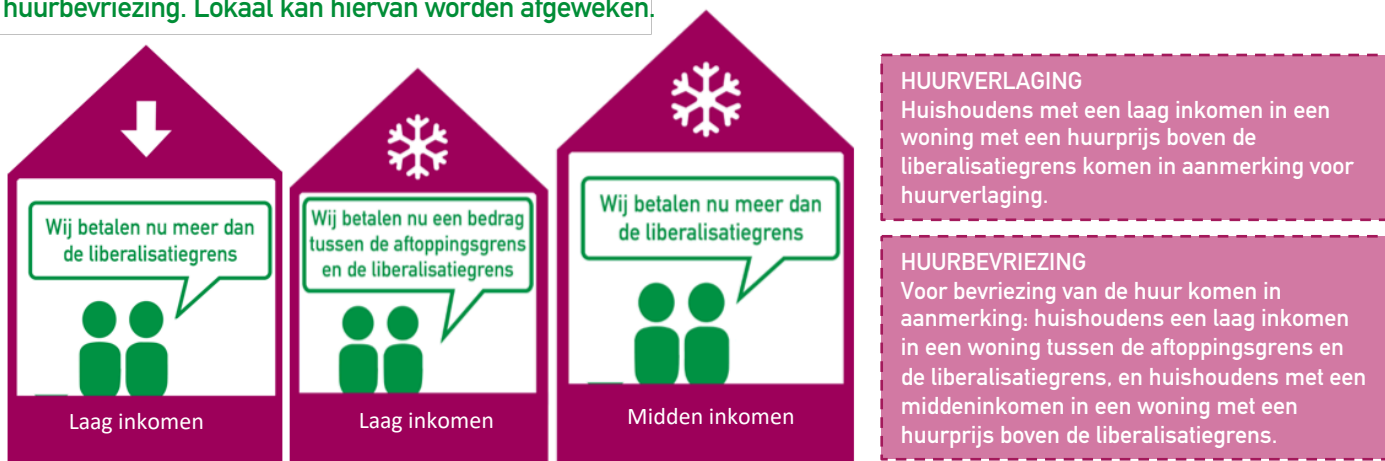 huurbevriezing. Lokaal kan hiervan worden afgeweken.
Wij betalen nu meer dan
de liberalisatiegrens
Laag inkomen
Wij betalen nu een bedrag
tussen de aftoppingsgrens
en de liberalisatiegrens
Laag inkomen
Wij betalen nu meer dan
de liberalisatiegrens
Midden inkomen
HUURVERLAGING
Huishoudens met een laag inkomen in een
woning met een huurprijs boven de
liberalisatiegrens komen in aanmerking voor
huurverlaging.
HUURBEVRIEZING
Voor bevriezing van de huur komen in
aanmerking: huishoudens een laag inkomen
in een woning tussen de aftoppingsgrens en
de liberalisatiegrens, en huishoudens met een
middeninkomen in een woning met een
huurprijs boven de liberalisatiegrens.